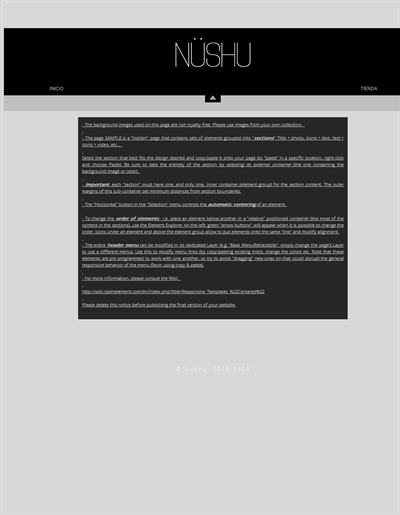 NÜSHU
INICIO
TIENDA
- The background images used on this page are not royalty free. Please use images from your own collection.
- The page SAMPLE is a "hidden" page that contains sets of elements grouped into "sections". Title + photo, Icons + text, text +
icons + video, etc...
Select the section that best fits the design desired and copy/paste it onto your page (to "paste" in a specific location, right-click
and choose Paste). Be sure to take the entirety of the section by selecting its external container (the one containing the
background image or color).
- Important: each "section" must have one, and only one, inner container (element group) for the section content. The outer
margins of this sub-container set minimum distances from section boundaries.
- The "Horizontal" button in the "Selection" menu controls the automatic centering of an element.
- To change the order of elements - i.e. place an element below another in a "relative" positioned container (like most of
the content in the sections), use the Element Explorer on the left: green "arrow buttons" will appear when it is possible to change the
order. Icons under an element and above the element group allow to put elements onto the same "line" and modify alignment.
- The entire header menu can be modified in its dedicated Layer (e.g. "Base MenuRetractable"; simply change the page's Layer
to use a different menu). Use this to modify menu links (by copy/pasting existing links), change the colors etc. Note that these
elements are pre-programmed to work with one another, so try to avoid "dragging" new ones on that could disrupt the general
responsive behavior of the menu (favor using copy & paste).
- For more information, please consult the Wiki:
http://wiki.openelement.com/en/index.php?title=Responsive_Templates_%22Centered%22
Please delete this notice before publishing the final version of your website.